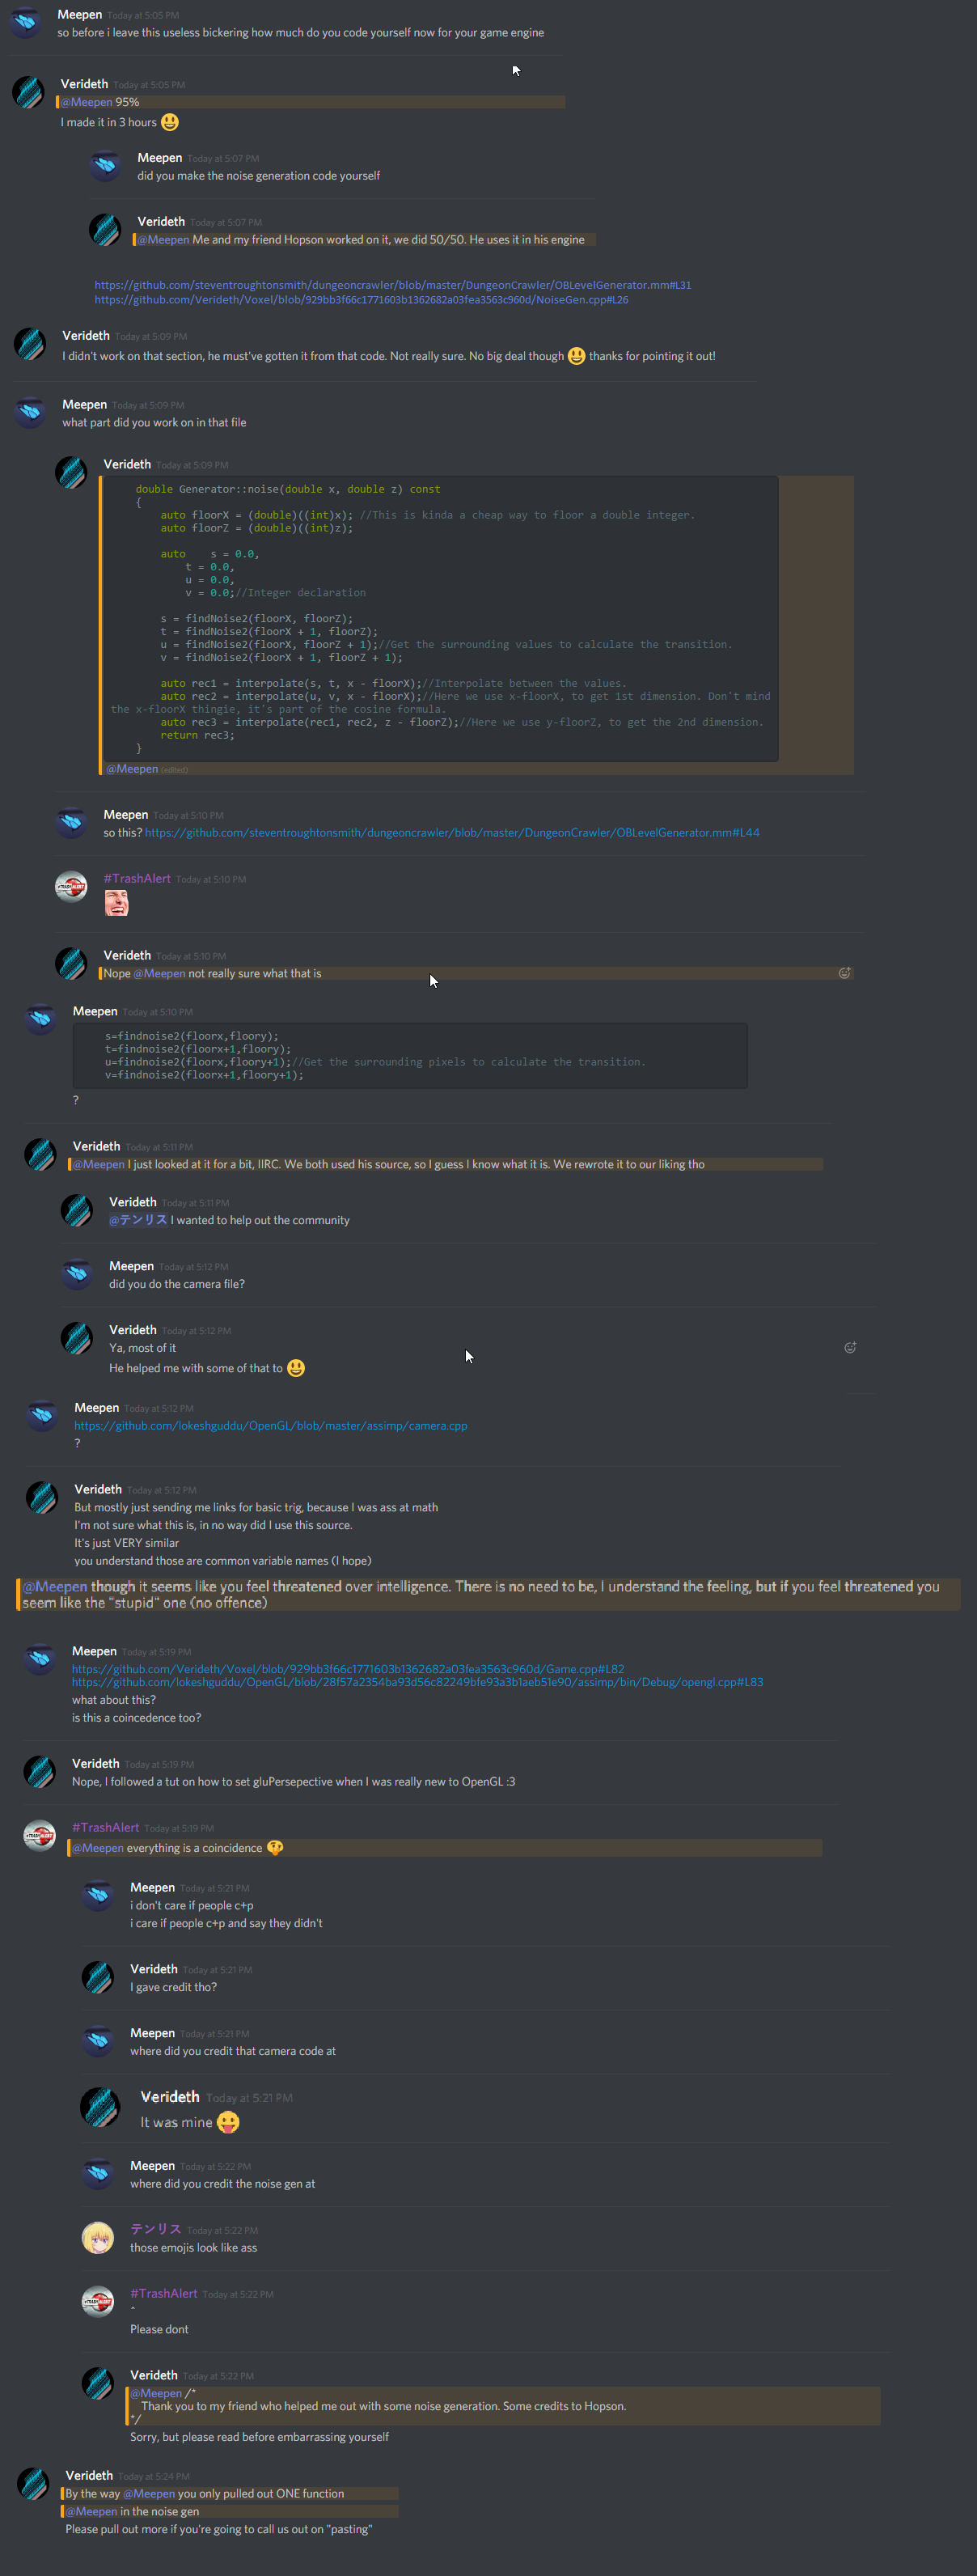 Meepen Today at 5:05 PM
so before i leave this useless bickering how much do you code yourself now for your game engine
Verideth Today at 5:05 PM
@Meepen 95%
I made it in 3 hours 😃
Meepen Today at 5:07 PM
did you make the noise generation code yourself
Verideth Today at 5:07 PM
@Meepen Me and my friend Hopson worked on it, we did 50/50. He uses it in his engine
https://github.com/steventroughtonsmith/dungeoncrawler/blob/master/DungeonCrawler/OBLevelGenerator.mm#L31
https://github.com/Verideth/Voxel/blob/929bb3f66c1771603b1362682a03fea3563c960d/NoiseGen.cpp#L26
Verideth Today at 5:09 PM
I didn't work on that section, he must've gotten it from that code. Not really sure. No big deal though 😃 thanks for pointing it out!
Meepen Today at 5:09 PM
what part did you work on in that file
Verideth Today at 5:09 PM
double Generator::noise(double x, double z) const
{
auto floorX = (double)((int)x); //This is kinda a cheap way to floor a double integer.
auto floorZ = (double)((int)z);
auto s = 0.0,
t = 0.0,
u = 0.0,
v = 0.0;//Integer declaration
s = findNoise2(floorX, floorZ);
t = findNoise2(floorX + 1, floorZ);
u = findNoise2(floorX, floorZ + 1);//Get the surrounding values to calculate the transition.
v = findNoise2(floorX + 1, floorZ + 1);
auto rec1 = interpolate(s, t, x - floorX);//Interpolate between the values.
auto rec2 = interpolate(u, v, x - floorX);//Here we use x-floorX, to get 1st dimension. Don't mind
the x-floorX thingie, it's part of the cosine formula.
auto rec3 = interpolate(rec1, rec2, z - floorZ);//Here we use y-floorZ, to get the 2nd dimension.
return rec3;
}
@Meepen (edited)
Meepen Today at 5:10 PM
so this? https://github.com/steventroughtonsmith/dungeoncrawler/blob/master/DungeonCrawler/OBLevelGenerator.mm#L44
#TrashAlert Today at 5:10 PM
Verideth Today at 5:10 PM
Nope @Meepen not really sure what that is
Meepen Today at 5:10 PM
s=findnoise2(floorx,floory);
t=findnoise2(floorx+1,floory);
u=findnoise2(floorx,floory+1);//Get the surrounding pixels to calculate the transition.
v=findnoise2(floorx+1,floory+1);
?
Verideth Today at 5:11 PM
@Meepen I just looked at it for a bit, IIRC. We both used his source, so I guess I know what it is. We rewrote it to our liking tho
Verideth Today at 5:11 PM
@テンリス I wanted to help out the community
Meepen Today at 5:12 PM
did you do the camera file?
Verideth Today at 5:12 PM
Ya, most of it
He helped me with some of that to 😃
Meepen Today at 5:12 PM
https://github.com/lokeshguddu/OpenGL/blob/master/assimp/camera.cpp
?
Verideth Today at 5:12 PM
But mostly just sending me links for basic trig, because I was ass at math
I'm not sure what this is, in no way did I use this source.
It's just VERY similar
you understand those are common variable names (I hope)
@Meepen though it seems like you feel threatened over intelligence. There is no need to be, I understand the feeling, but if you feel threatened you
seem like the "stupid" one (no offence)
Meepen Today at 5:19 PM
https://github.com/Verideth/Voxel/blob/929bb3f66c1771603b1362682a03fea3563c960d/Game.cpp#L82
https://github.com/lokeshguddu/OpenGL/blob/28f57a2354ba93d56c82249bfe93a3b1aeb51e90/assimp/bin/Debug/opengl.cpp#L83
what about this?
is this a coincedence too?
Verideth Today at 5:19 PM
Nope, I followed a tut on how to set gluPersepective when I was really new to OpenGL :3
#TrashAlert Today at 5:19 PM
@Meepen everything is a coincidence 🤔
Meepen Today at 5:21 PM
i don't care if people c+p
i care if people c+p and say they didn't
Verideth Today at 5:21 PM
I gave credit tho?
Meepen Today at 5:21 PM
where did you credit that camera code at
Verideth Today at 5:21 PM
It was mine 😛
Meepen Today at 5:22 PM
where did you credit the noise gen at
テンリス Today at 5:22 PM
those emojis look like ass
#TrashAlert Today at 5:22 PM
^
Please dont
Verideth Today at 5:22 PM
@Meepen /*
Thank you to my friend who helped me out with some noise generation. Some credits to Hopson.
*/
Sorry, but please read before embarrassing yourself
Verideth Today at 5:24 PM
By the way @Meepen you only pulled out ONE function
@Meepen in the noise gen
Please pull out more if you're going to call us out on "pasting"